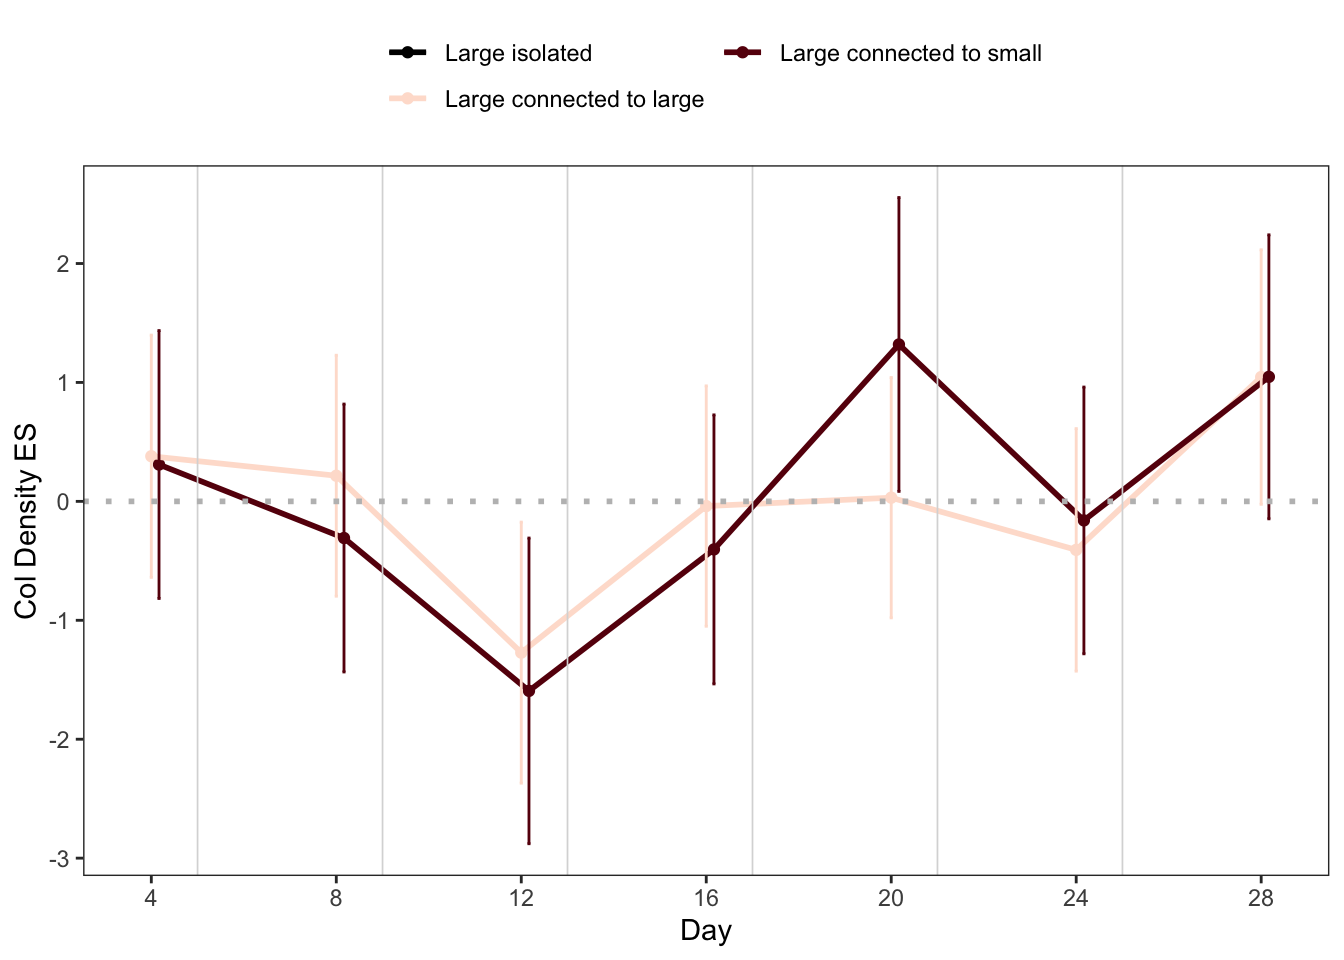 Large isolated
Large connected to small
Large connected to large
Col Density ES
2
1
0
-1
-2
-3
4 8 12 16 20 24 28
Day